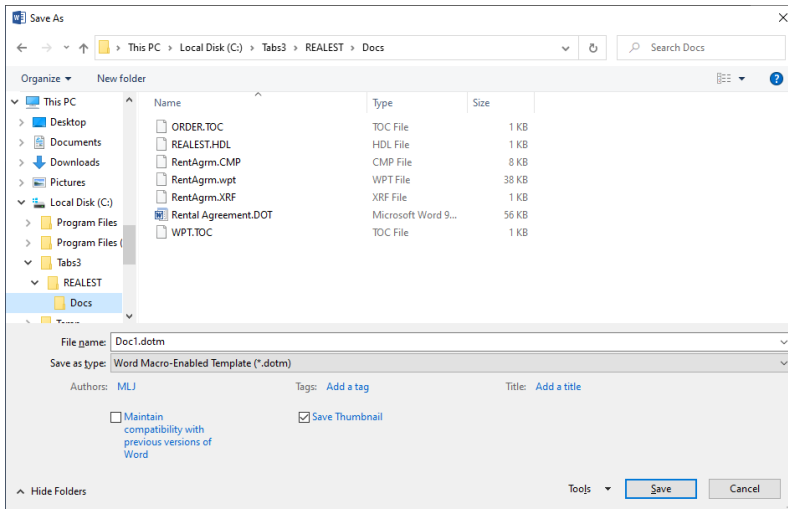 Save As
This PC > Local Disk (C:) > Tabs3 > REALEST > Docs
Search Docs
Organize
New folder
This PC
Desktop
Documents
Downloads
Pictures
Local Disk (C:)
Program Files
Program Files (
Tabs3
REALEST
Docs
Name Type Size
ORDER.TOC TOC File 1 KB
REALEST.HDL HDL File 1 KB
RentAgrm.CMP CMP File 8 KB
RentAgrm.wpt WPT File 38 KB
RentAgrm.XRF XRF File 1 KB
Rental Agreement.DOT Microsoft Word 9... 56 KB
WPT.TOC TOC File 1 KB
File name: Doc1.dotm
Save as type: Word Macro-Enabled Template (*.dotm)
Authors: MLJ Tags: Add a tag Title: Add a title
Maintain
compatibility with
previous versions of
Word
Save Thumbnail
Hide Folders
Tools
Save
Cancel